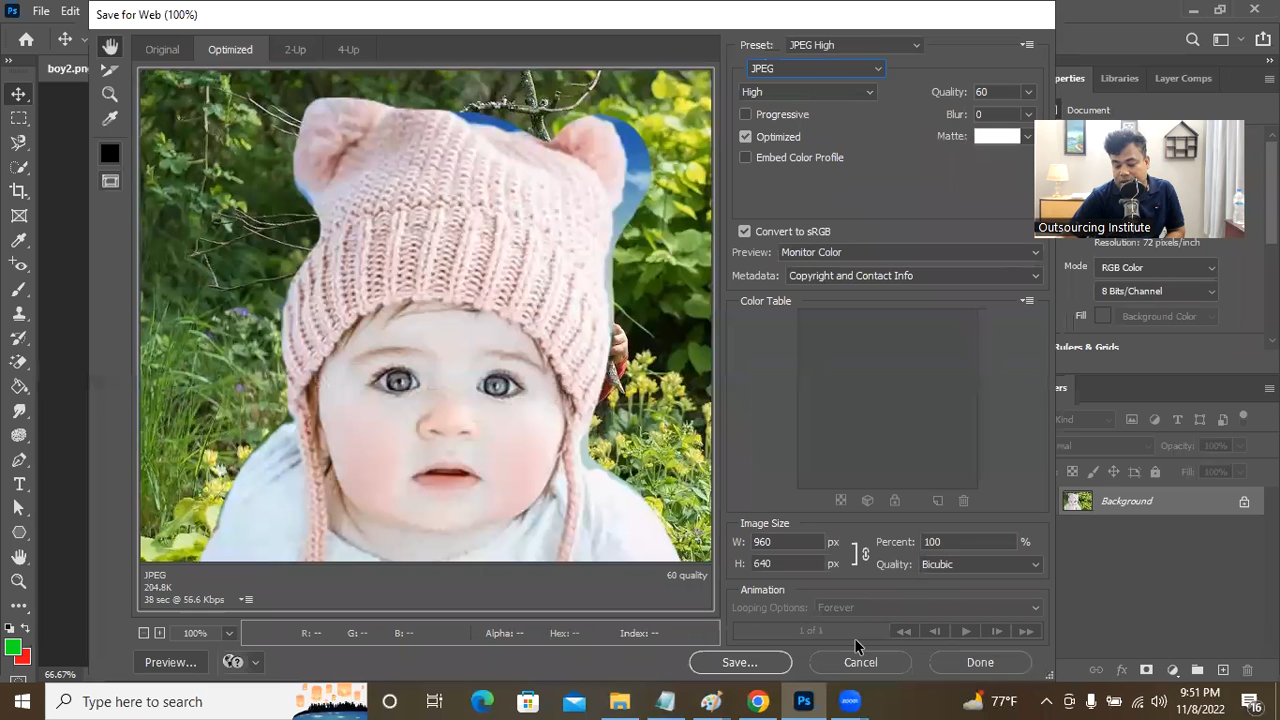 Ps File Edit
Save for Web (100%)
boy2.pn
Original Optimized 2-Up 4-Up
Preset: JPEG High
JPEG
High Quality: 60
Progressive Blur: 0
Optimized Matte:
Embed Color Profile
Convert to sRGB
Preview: Monitor Color
Metadata: Copyright and Contact Info
Color Table
Image Size
W: 960 px Percent: 100 %
H: 640 px Quality: Bicubic
Animation
Looping Options: Forever
1 of 1
JPEG 60 quality
204.8K
38 sec @ 56.6 Kbps
100% R: -- G: -- B: -- Alpha: -- Hex: -- Index: --
Preview... Save... Cancel Done
66.67%
operties Libraries Layer Comps
Document
Outsourcing Institute
Resolution: 72 pixels/inch
Mode RGB Color
8 Bits/Channel
Fill Background Color
Rulers & Grids
ers
Kind
mal Opacity: 100%
Fill: 100%
Background
Type here to search
Ps zoom
77°F
9:51 PM
11/8/2022
16